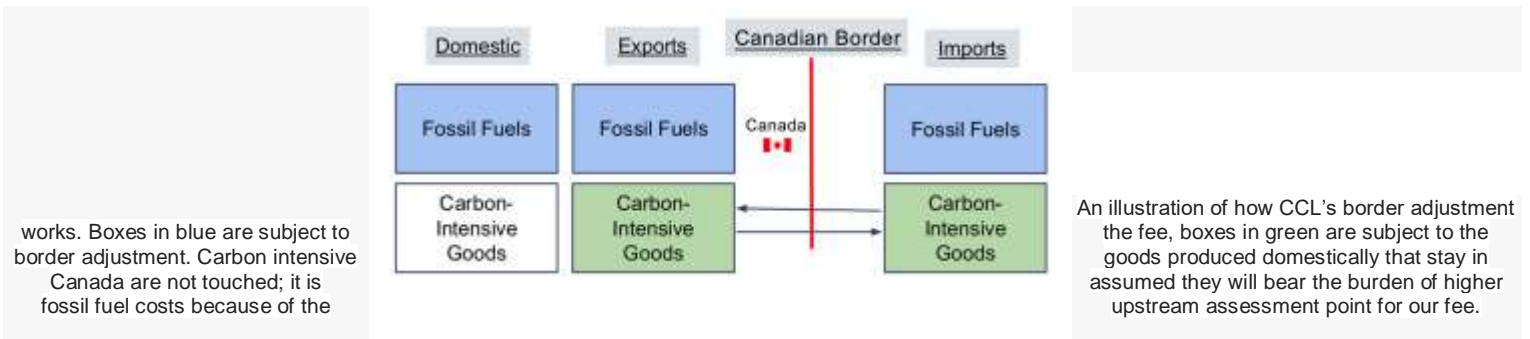 Domestic
Exports
Canadian Border
Imports
Fossil Fuels
Fossil Fuels
Canada
Fossil Fuels
Carbon-
Intensive
Goods
Carbon-
Intensive
Goods
Carbon-
Intensive
Goods
An illustration of how CCL's border adjustment
works. Boxes in blue are subject to
the fee, boxes in green are subject to the
border adjustment. Carbon intensive
goods produced domestically that stay in
Canada are not touched; it is
assumed they will bear the burden of higher
fossil fuel costs because of the
upstream assessment point for our fee.